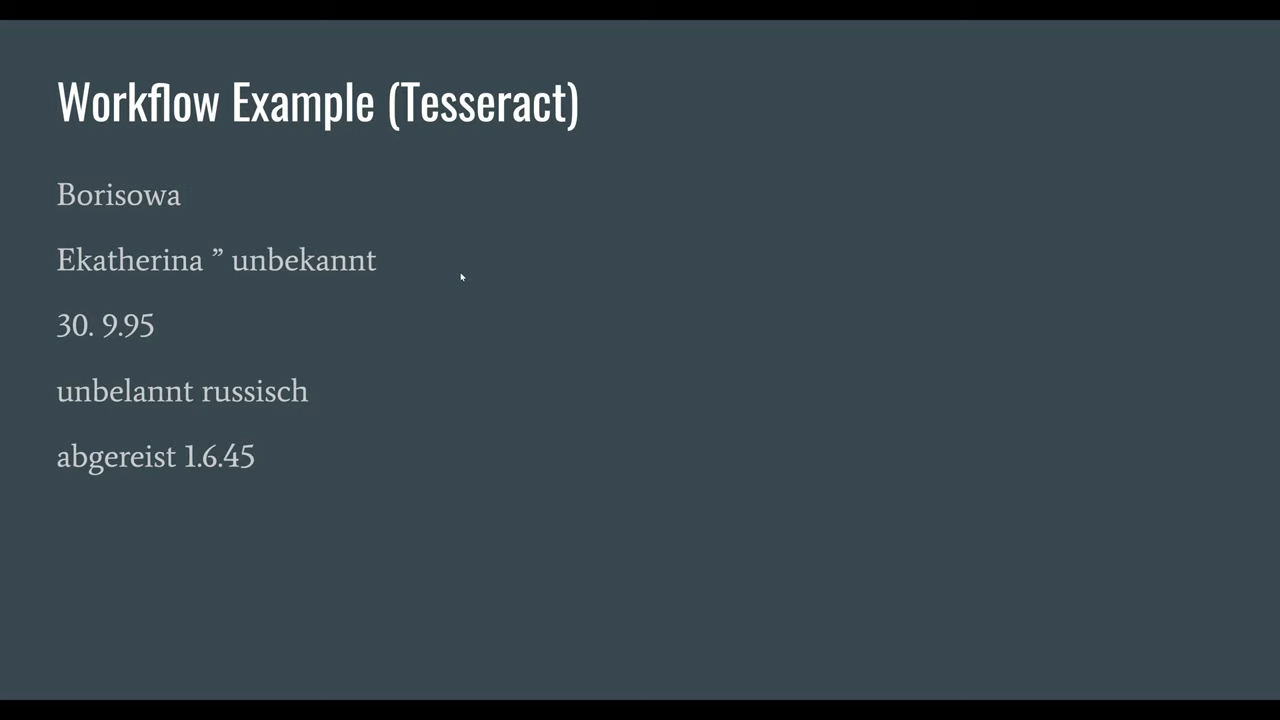 Workflow Example (Tesseract)
Borisowa
Ekatherina ” unbekannt
30. 9.95
unbelannt russisch
abgereist 1.6.45